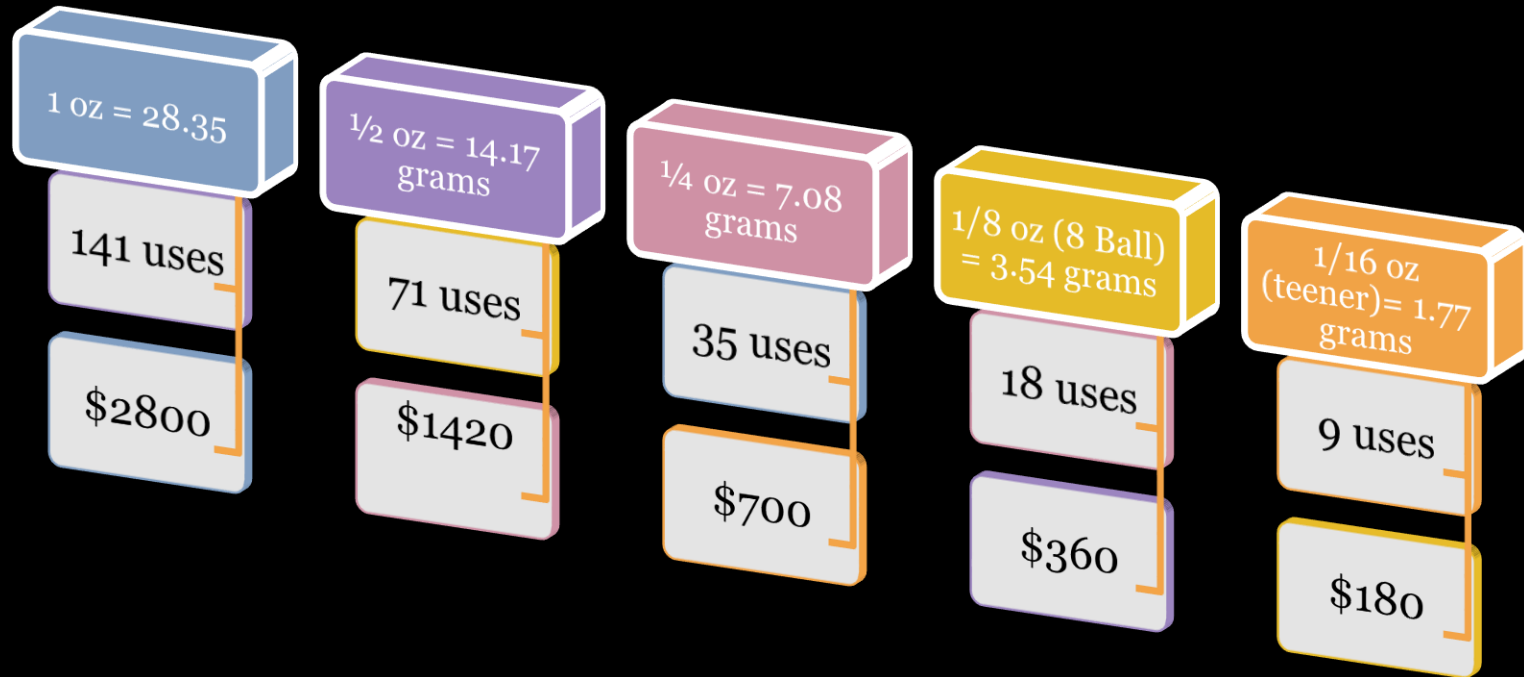 1 oz = 28.35
141 uses
$2800
½ oz = 14.17
grams
71 uses
$1420
¼ oz = 7.08
grams
35 uses
$700
1/8 oz (8 Ball)
= 3.54 grams
18 uses
$360
1/16 oz
(teener)= 1.77
grams
9 uses
$180